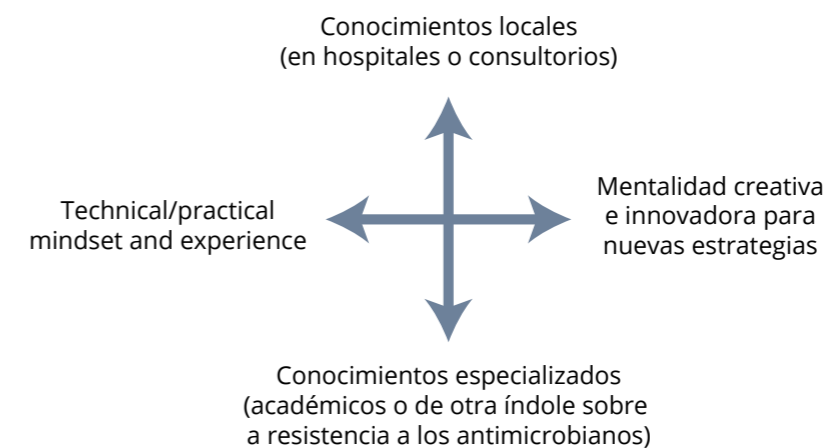 Conocimientos locales
(en hospitales o consultorios)
Technical/practical
mindset and experience
Mentalidad creativa
e innovadora para
nuevas estrategias
Conocimientos especializados
(académicos o de otra índole sobre
a resistencia a los antimicrobianos)